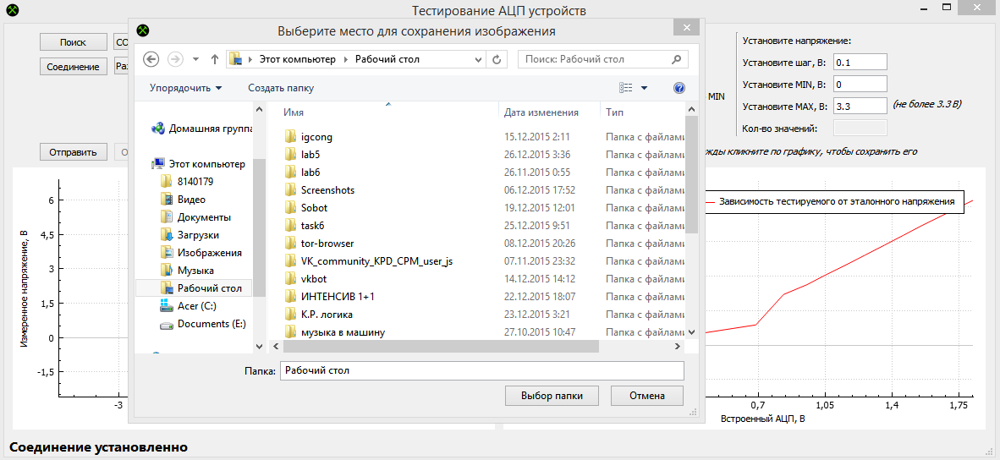 Тестирование АЦП устройств
Выберите место для сохранения изображения
Поиск
CO
Соединение
Раз
Этот компьютер
Рабочий стол
Поиск: Рабочий стол
Упорядочить
Создать папку
Имя
Дата изменения
Тип
Домашняя группа
Этот компьютер
8140179
Видео
Документы
Загрузки
Изображения
Музыка
Рабочий стол
Acer (C:)
Documents (E:)
igcong 15.12.2015 2:11 Папка с файлами
lab5 26.12.2015 3:36 Папка с файлами
lab6 26.11.2015 0:55 Папка с файлами
Screenshots 06.12.2015 17:52 Папка с файлами
Sobot 19.12.2015 12:01 Папка с файлами
task6 25.12.2015 9:51 Папка с файлами
tor-browser 08.12.2015 20:26 Папка с файлами
VK_community_KPD_CPM_user_js 07.11.2015 23:32 Папка с файлами
vkbot 14.12.2015 14:12 Папка с файлами
ИНТЕНСИВ 1+1 22.12.2015 18:07 Папка с файлами
К.Р. логика 23.12.2015 3:21 Папка с файлами
музыка в машину 27.10.2015 10:47 Папка с файлами
Папка: Рабочий стол
Выбор папки
Отмена
Установите напряжение:
Установите шаг, В: 0.1
Установите MIN, В: 0
MIN
Установите MAX, В: 3.3 (не более 3.3 В)
Кол-во значений:
Отправить
О
жды кликните по графику, чтобы сохранить его
Измеренное напряжение, В
6
4,5
3
1,5
0
-1,5
-3
Зависимость тестируемого от эталонного напряжения
0,7
1,05
1,4
1,75
Встроенный АЦП, В
Соединение установленно